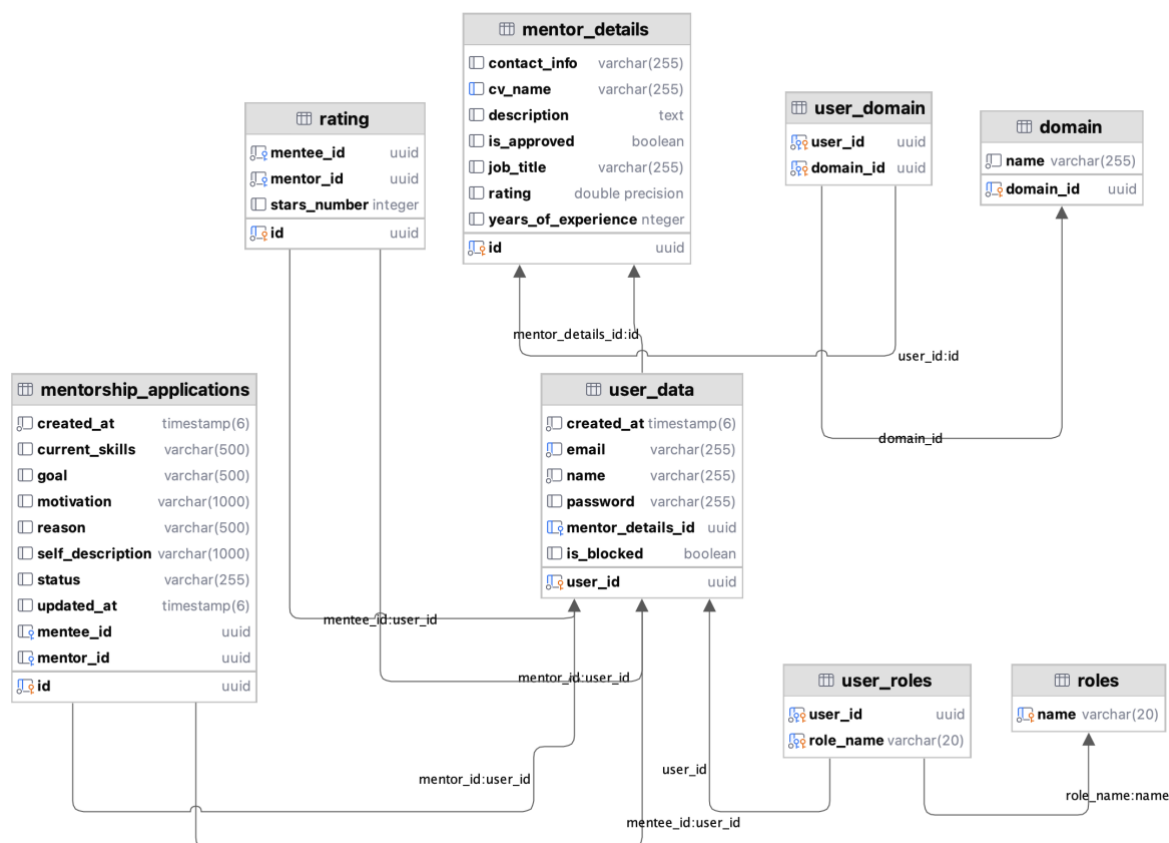 mentor_details
contact_info varchar(255)
cv_name varchar(255)
description text
is_approved boolean
job_title varchar(255)
rating double precision
years_of_experience nteger
id uuid
rating
mentee_id uuid
mentor_id uuid
stars_number integer
id uuid
user_domain
user_id uuid
domain_id uuid
domain
name varchar(255)
domain_id uuid
mentor_details_id:id
user_id:id
domain_id
mentorship_applications
created_at timestamp(6)
current_skills varchar(500)
goal varchar(500)
motivation varchar(1000)
reason varchar(500)
self_description varchar(1000)
status varchar(255)
updated_at timestamp(6)
mentee_id uuid
mentor_id uuid
id uuid
user_data
created_at timestamp(6)
email varchar(255)
name varchar(255)
password varchar(255)
mentor_details_id uuid
is_blocked boolean
user_id uuid
mentee_id:user_id
mentor_id:user_id
user_roles
user_id uuid
role_name varchar(20)
roles
name varchar(20)
mentor_id:user_id
user_id
role_name:name
mentee_id:user_id